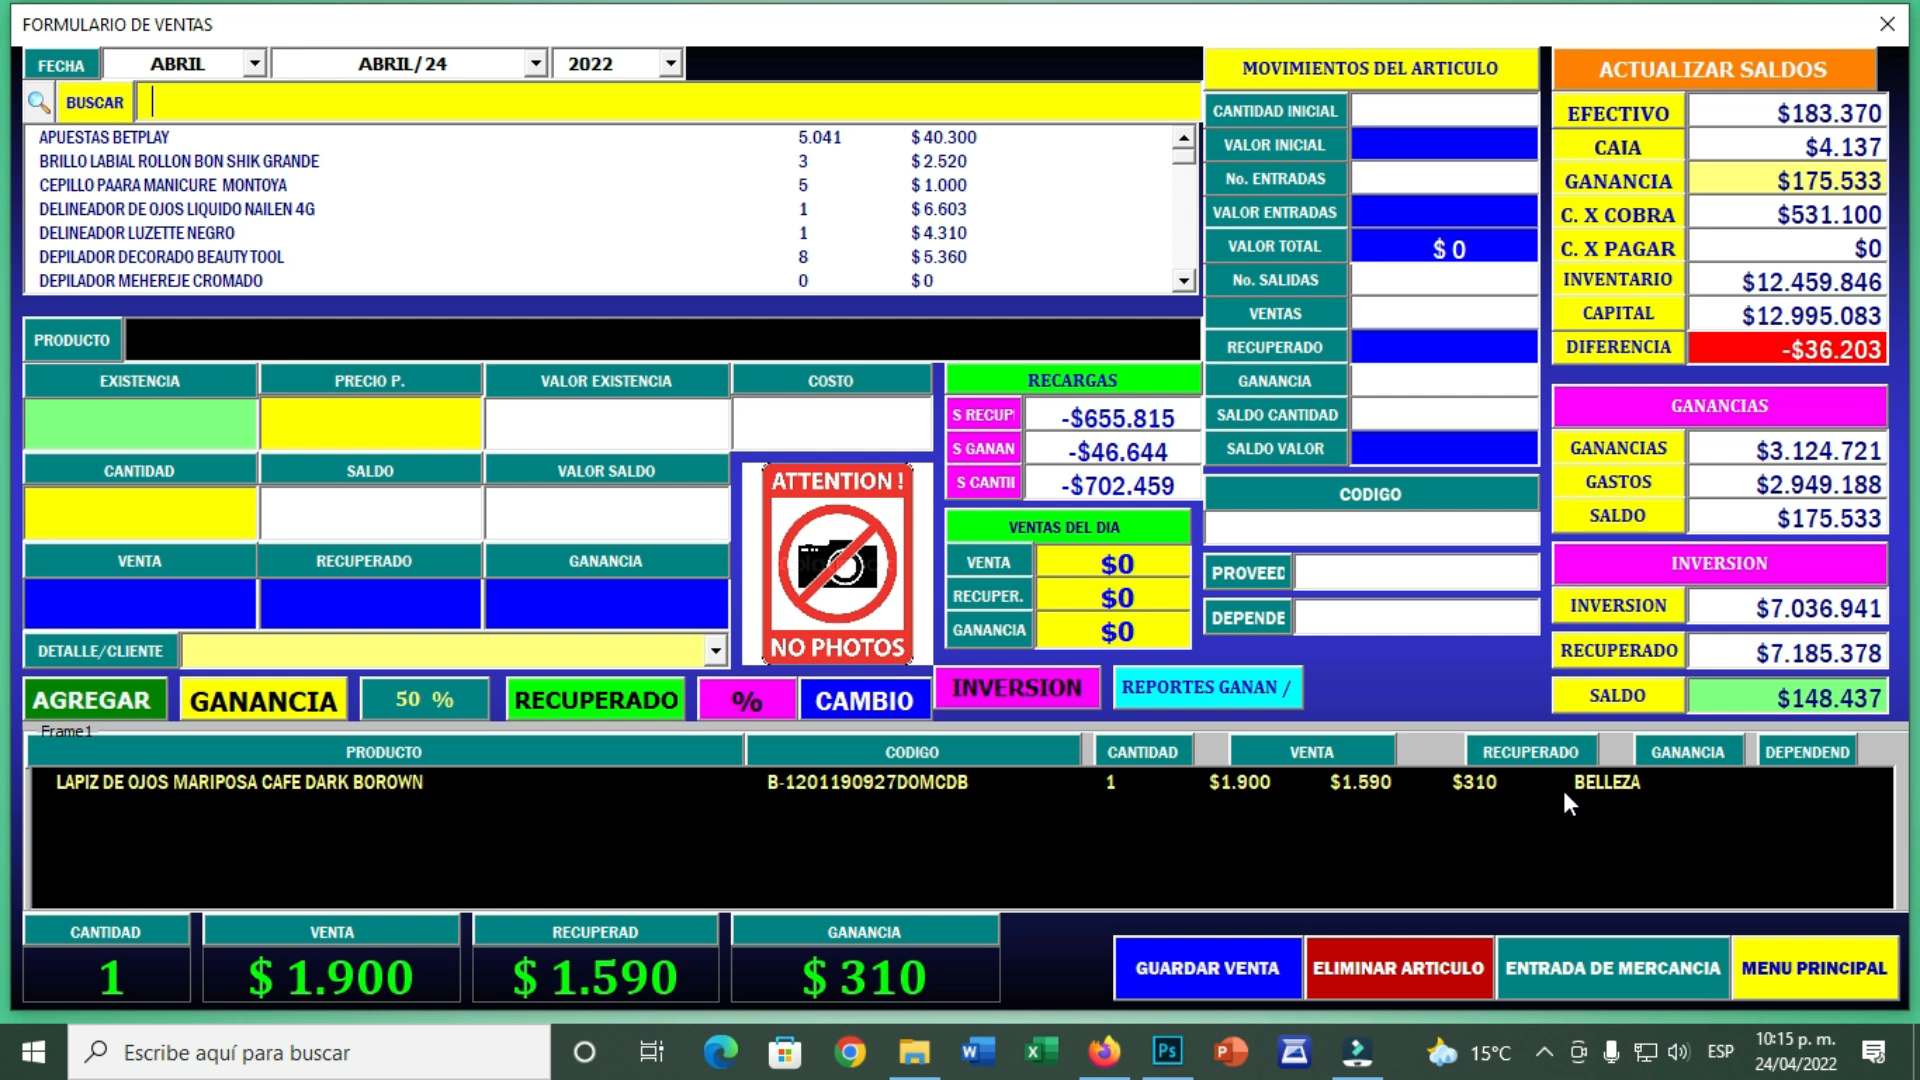 FORMULARIO DE VENTAS
FECHA ABRIL ABRIL/24 2022
BUSCAR
APUESTAS BETPLAY 5.041 $ 40.300
BRILLO LABIAL ROLLON BON SHIK GRANDE 3 $ 2.520
CEPILLO PAARA MANICURE MONTOYA 5 $ 1.000
DELINEADOR DE OJOS LIQUIDO NAILEN 4G 1 $ 6.603
DELINEADOR LUZETTE NEGRO 1 $ 4.310
DEPILADOR DECORADO BEAUTY TOOL 8 $ 5.360
DEPILADOR MEHEREJE CROMADO 0 $ 0
PRODUCTO
EXISTENCIA PRECIO P. VALOR EXISTENCIA COSTO
CANTIDAD SALDO VALOR SALDO
VENTA RECUPERADO GANANCIA
DETALLE/CLIENTE
ATTENTION !
NO PHOTOS
AGREGAR GANANCIA 50 % RECUPERADO % CAMBIO
RECARGAS
S RECUP -$655.815
S GANAN -$46.644
S CANTII -$702.459
VENTAS DEL DIA
VENTA $0
RECUPER. $0
GANANCIA $0
INVERSION REPORTES GANAN /
MOVIMIENTOS DEL ARTICULO
CANTIDAD INICIAL
VALOR INICIAL
No. ENTRADAS
VALOR ENTRADAS
VALOR TOTAL $ 0
No. SALIDAS
VENTAS
RECUPERADO
GANANCIA
SALDO CANTIDAD
SALDO VALOR
CODIGO
PROVEED
DEPENDE
ACTUALIZAR SALDOS
EFECTIVO $183.370
CAJA $4.137
GANANCIA $175.533
C. X COBRA $531.100
C. X PAGAR $0
INVENTARIO $12.459.846
CAPITAL $12.995.083
DIFERENCIA -$36.203
GANANCIAS
GANANCIAS $3.124.721
GASTOS $2.949.188
SALDO $175.533
INVERSION
INVERSION $7.036.941
RECUPERADO $7.185.378
SALDO $148.437
Frame1
PRODUCTO CODIGO CANTIDAD VENTA RECUPERADO GANANCIA DEPENDEND
LAPIZ DE OJOS MARIPOSA CAFE DARK BOROWN B-1201190927DOMCDB 1 $1.900 $1.590 $310 BELLEZA
CANTIDAD VENTA RECUPERAD GANANCIA
1 $ 1.900 $ 1.590 $ 310
GUARDAR VENTA ELIMINAR ARTICULO ENTRADA DE MERCANCIA MENU PRINCIPAL
Escribe aquí para buscar
15°C ESP 10:15 p. m.
24/04/2022